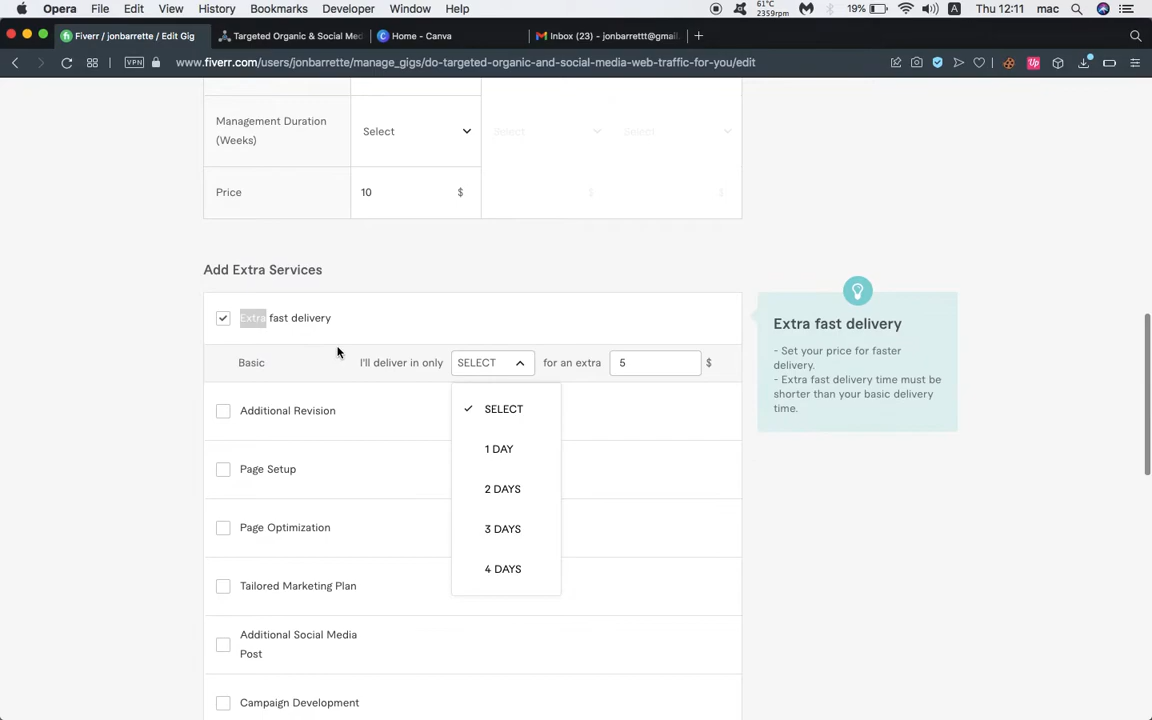 Opera File Edit View History Bookmarks Developer Window Help
61°C
2359rpm
19% A Thu 12:11 mac
Fiverr / jonbarrette / Edit Gig
Targeted Organic & Social Med
Home - Canva
Inbox (23) - jonbarrettt@gmail.
VPN
www.fiverr.com/users/jonbarrette/manage_gigs/do-targeted-organic-and-social-media-web-traffic-for-you/edit
Up
Management Duration
(Weeks)
Select Select Select
Price 10 $ $ $
Add Extra Services
Extra fast delivery
Basic I'll deliver in only SELECT for an extra 5 $
SELECT
1 DAY
2 DAYS
3 DAYS
4 DAYS
Additional Revision
Page Setup
Page Optimization
Tailored Marketing Plan
Additional Social Media
Post
Campaign Development
Extra fast delivery
- Set your price for faster
delivery.
- Extra fast delivery time must be
shorter than your basic delivery
time.